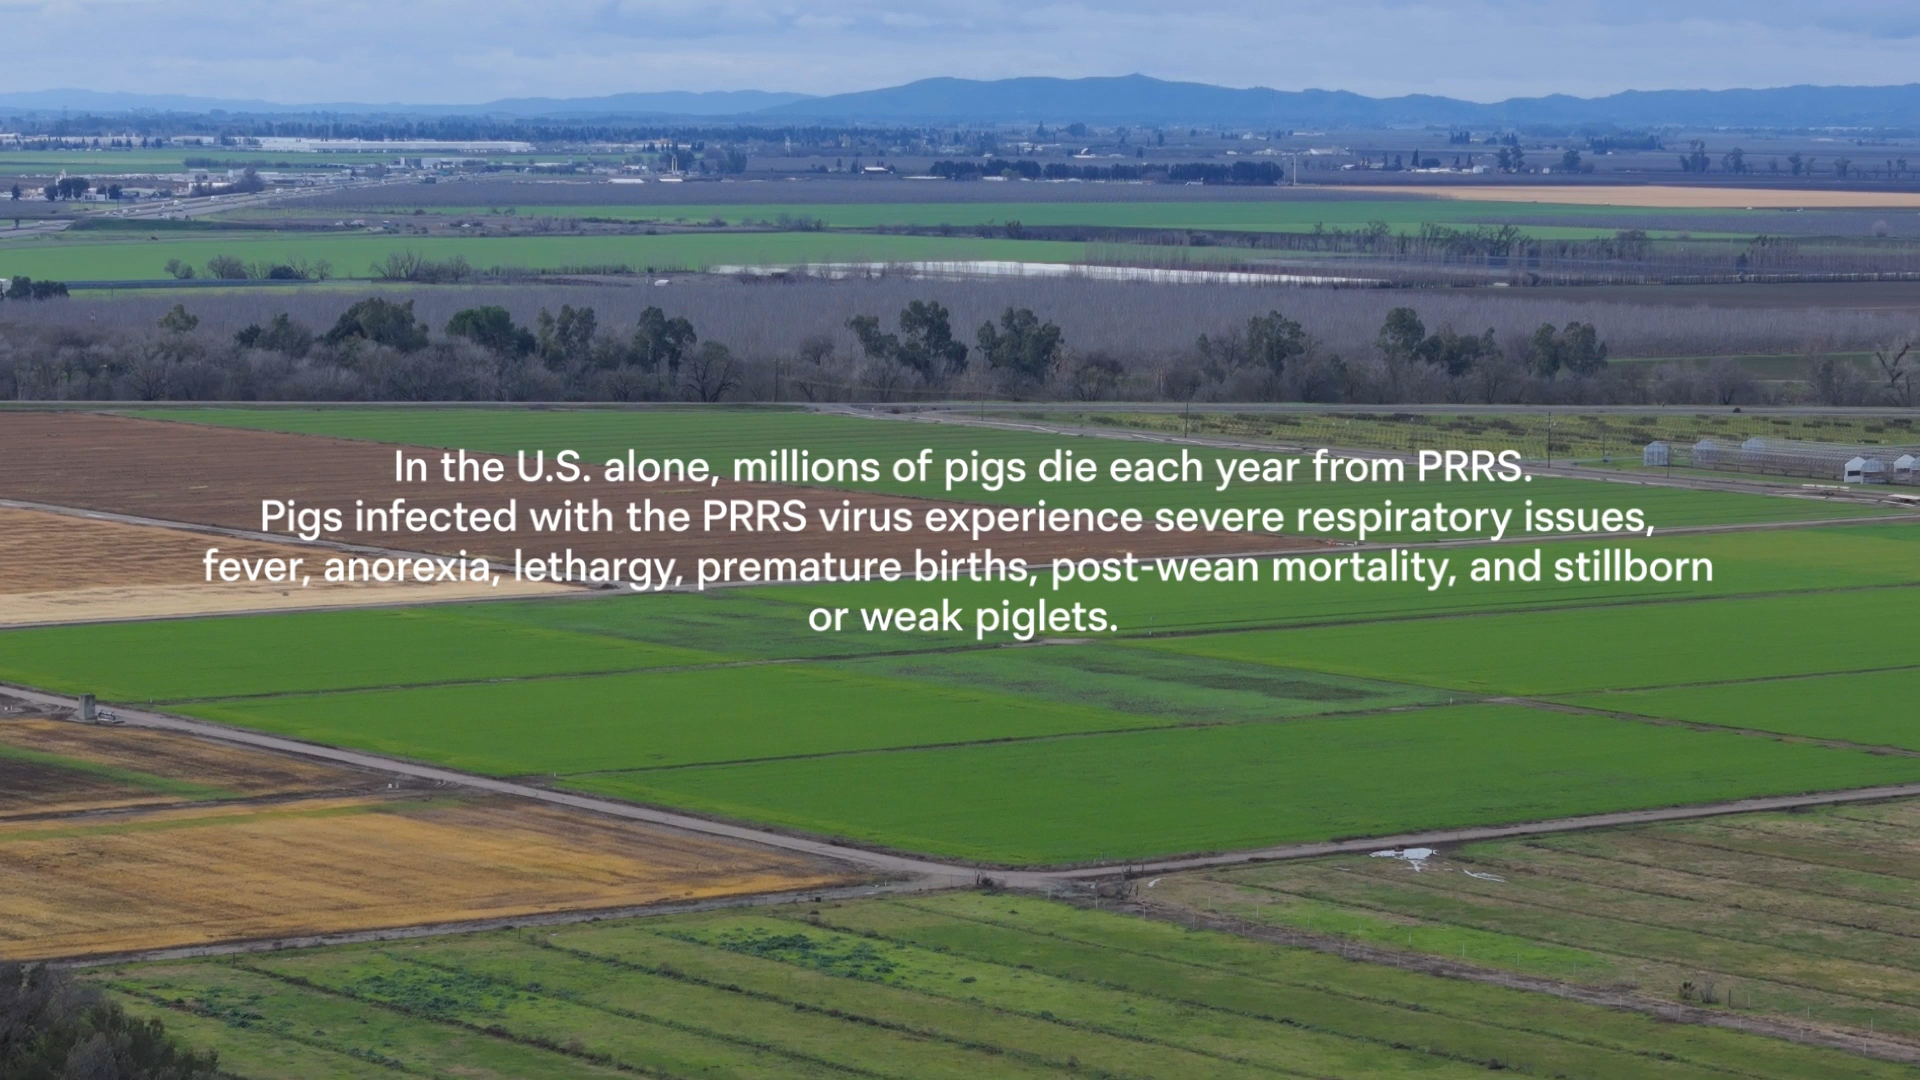 In the U.S. alone, millions of pigs die each year from PRRS.
Pigs infected with the PRRS virus experience severe respiratory issues,
fever, anorexia, lethargy, premature births, post-wean mortality, and stillborn
or weak piglets.